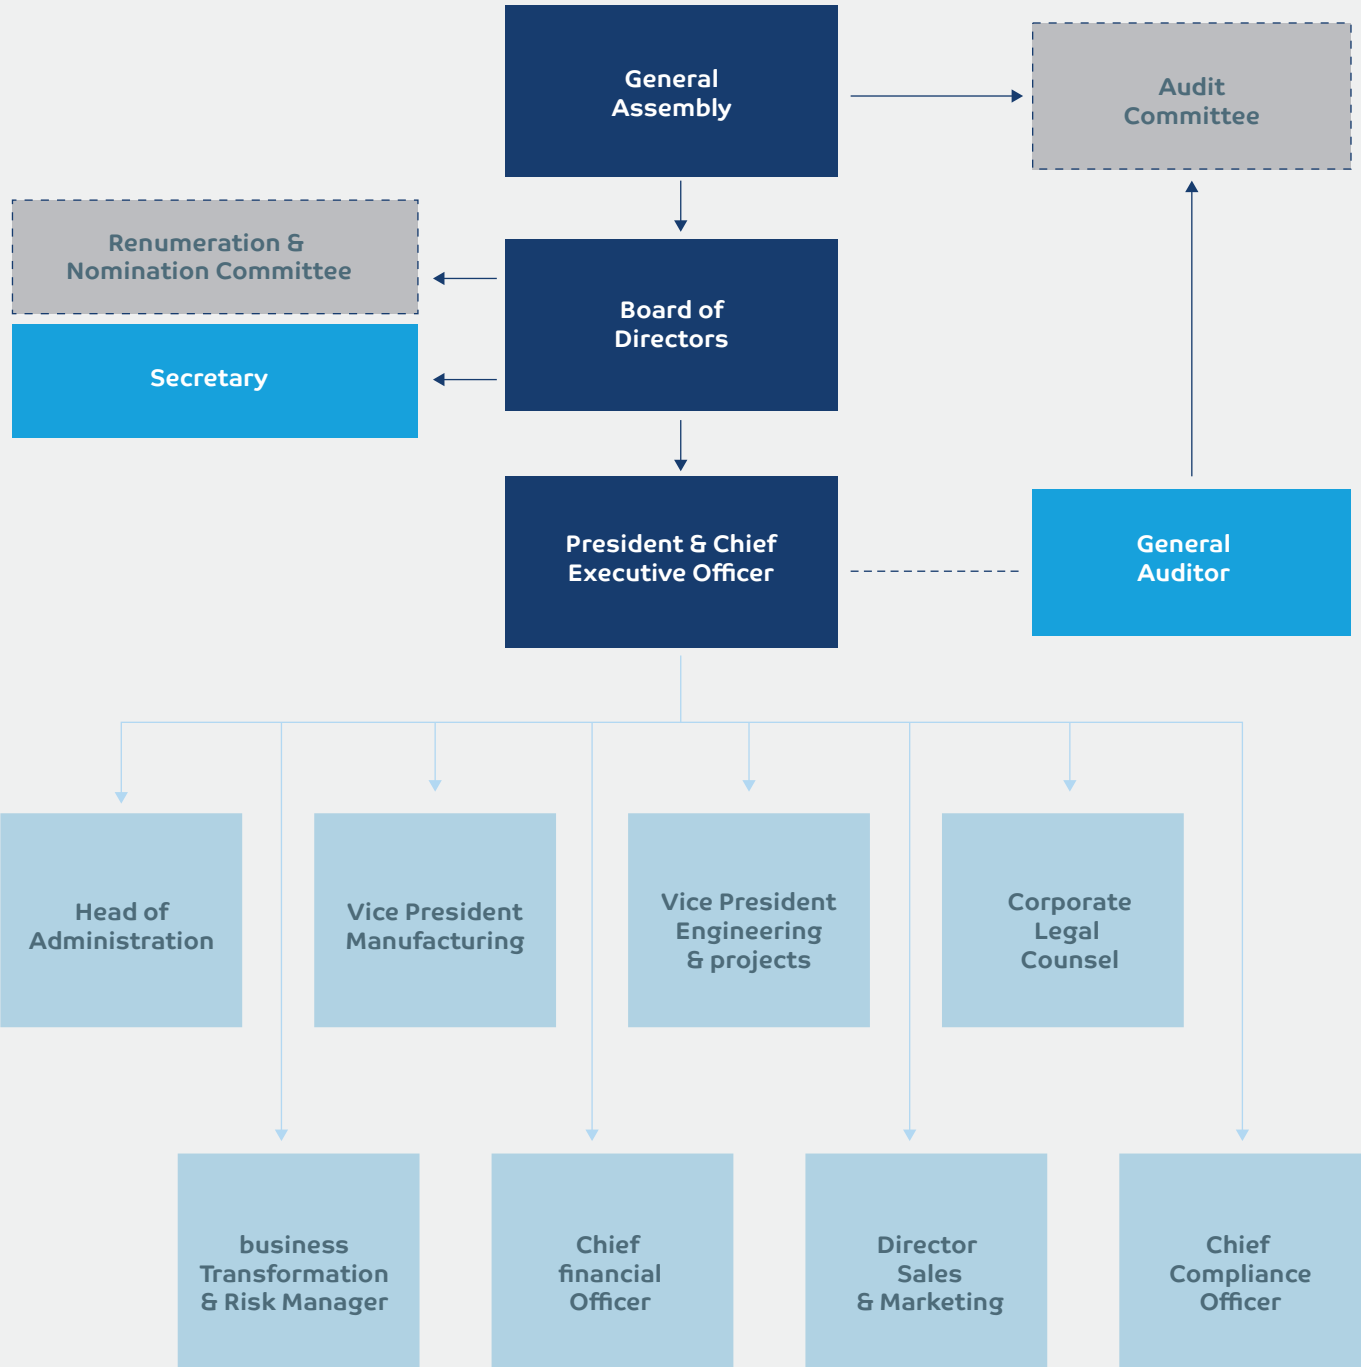 General
Assembly
Audit
Committee
Renumeration &
Nomination Committee
Board of
Directors
Secretary
President & Chief
Executive Officer
General
Auditor
Head of
Administration
Vice President
Manufacturing
Vice President
Engineering
& projects
Corporate
Legal
Counsel
business
Transformation
& Risk Manager
Chief
financial
Officer
Director
Sales
& Marketing
Chief
Compliance
Officer